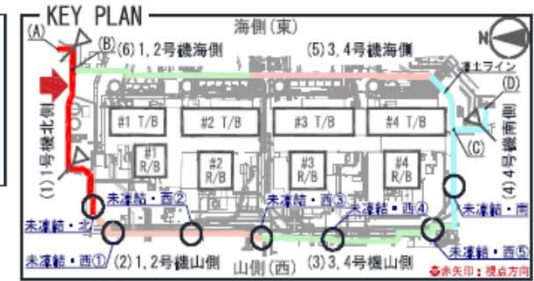 KEY PLAN
海側(東)
N
(A)
(B)
(6)1,2号機海側
(5)3,4号機海側
凍土ライン
(D)
#1 T/B
#2 T/B
#3 T/B
#4 T/B
(C)
(1)1号機北側
#1 R/B
#2 R/B
#3 R/B
#4 R/B
(4)4号機南側
未凍結・北
未凍結・西②
未凍結・西③
未凍結・西④
未凍結・南
未凍結・西①
(2)1,2号機山側
山側(西)
(3)3,4号機山側
未凍結・西⑤
赤矢印:視点方向